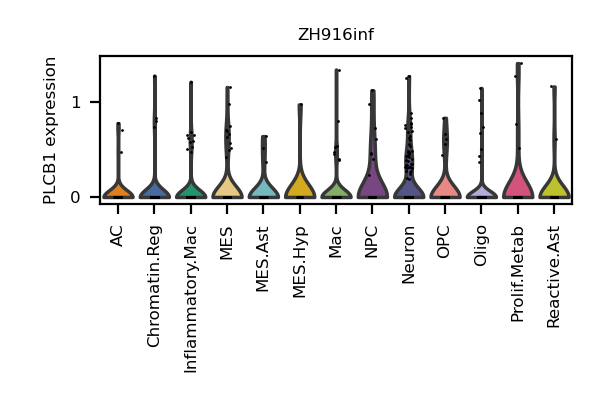 ZH916inf
PLCB1 expression
1
0
AC
Chromatin.Reg
Inflammatory.Mac
MES
MES.Ast
MES.Hyp
Mac
NPC
Neuron
OPC
Oligo
Prolif.Metab
Reactive.Ast